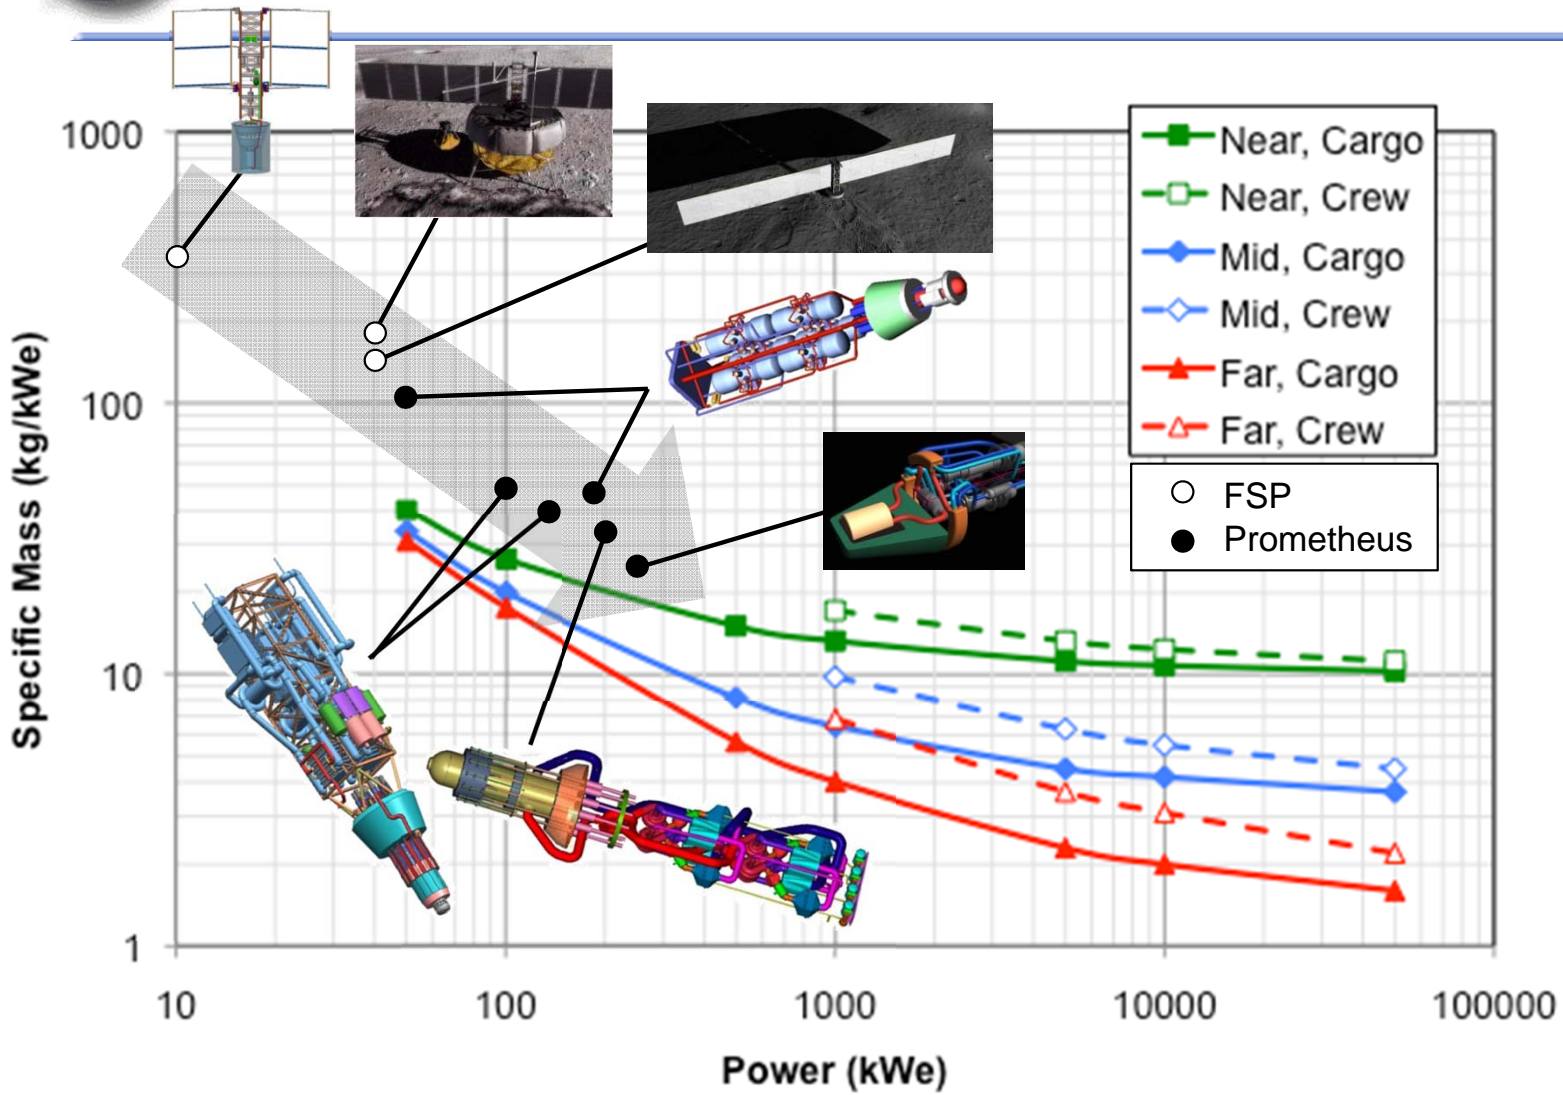 1000
100
10
1
Specific Mass (kg/kWe)
10
100
1000
10000
100000
Power (kWe)
Near, Cargo
Near, Crew
Mid, Cargo
Mid, Crew
Far, Cargo
Far, Crew
FSP
Prometheus